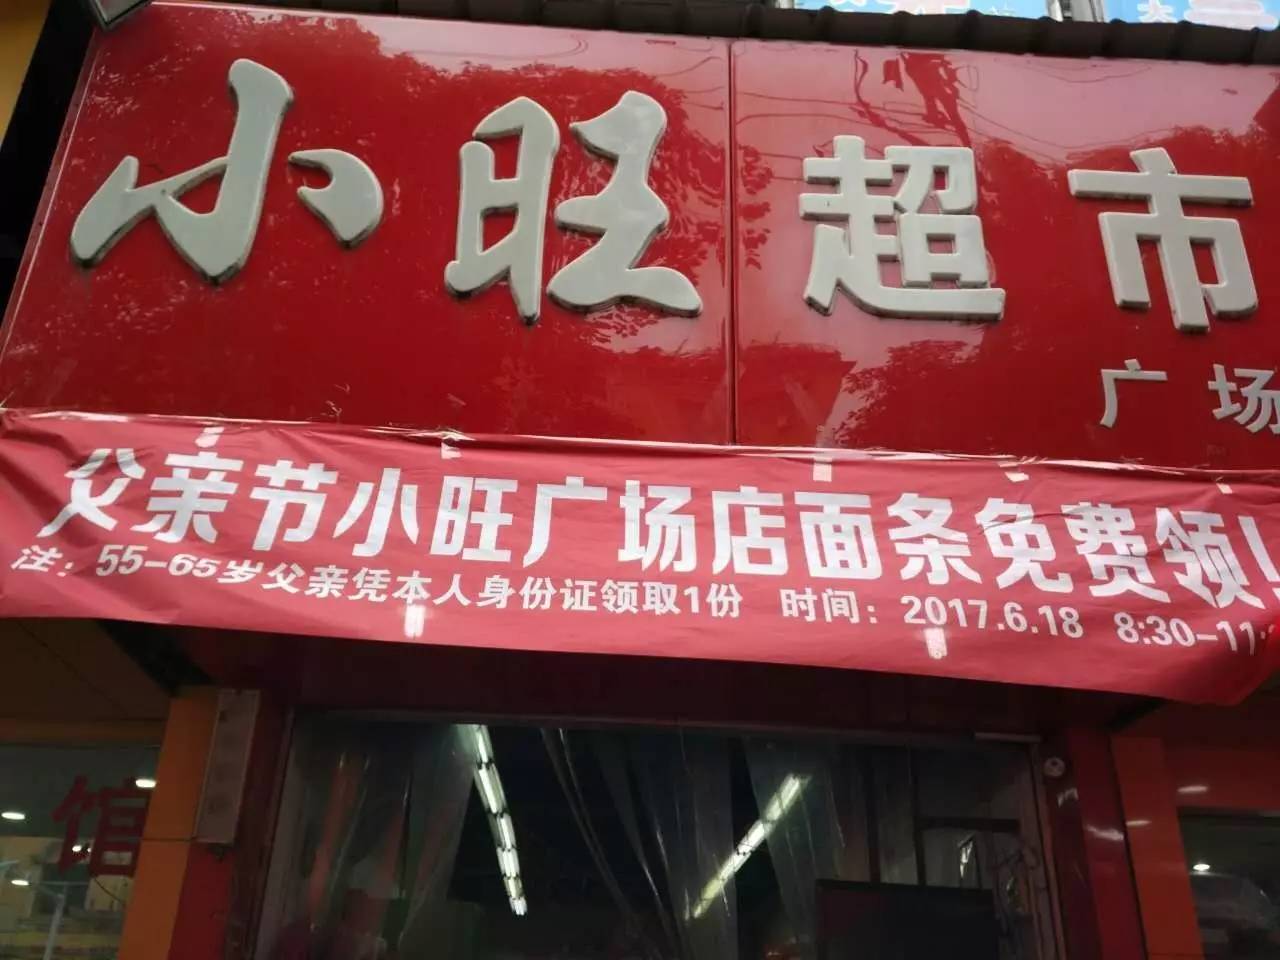 小旺超市
广场
父亲节小旺广场店面条免费领!
注：55-65岁父亲凭本人身份证领取1份 时间：2017.6.18 8:30-11:
馆